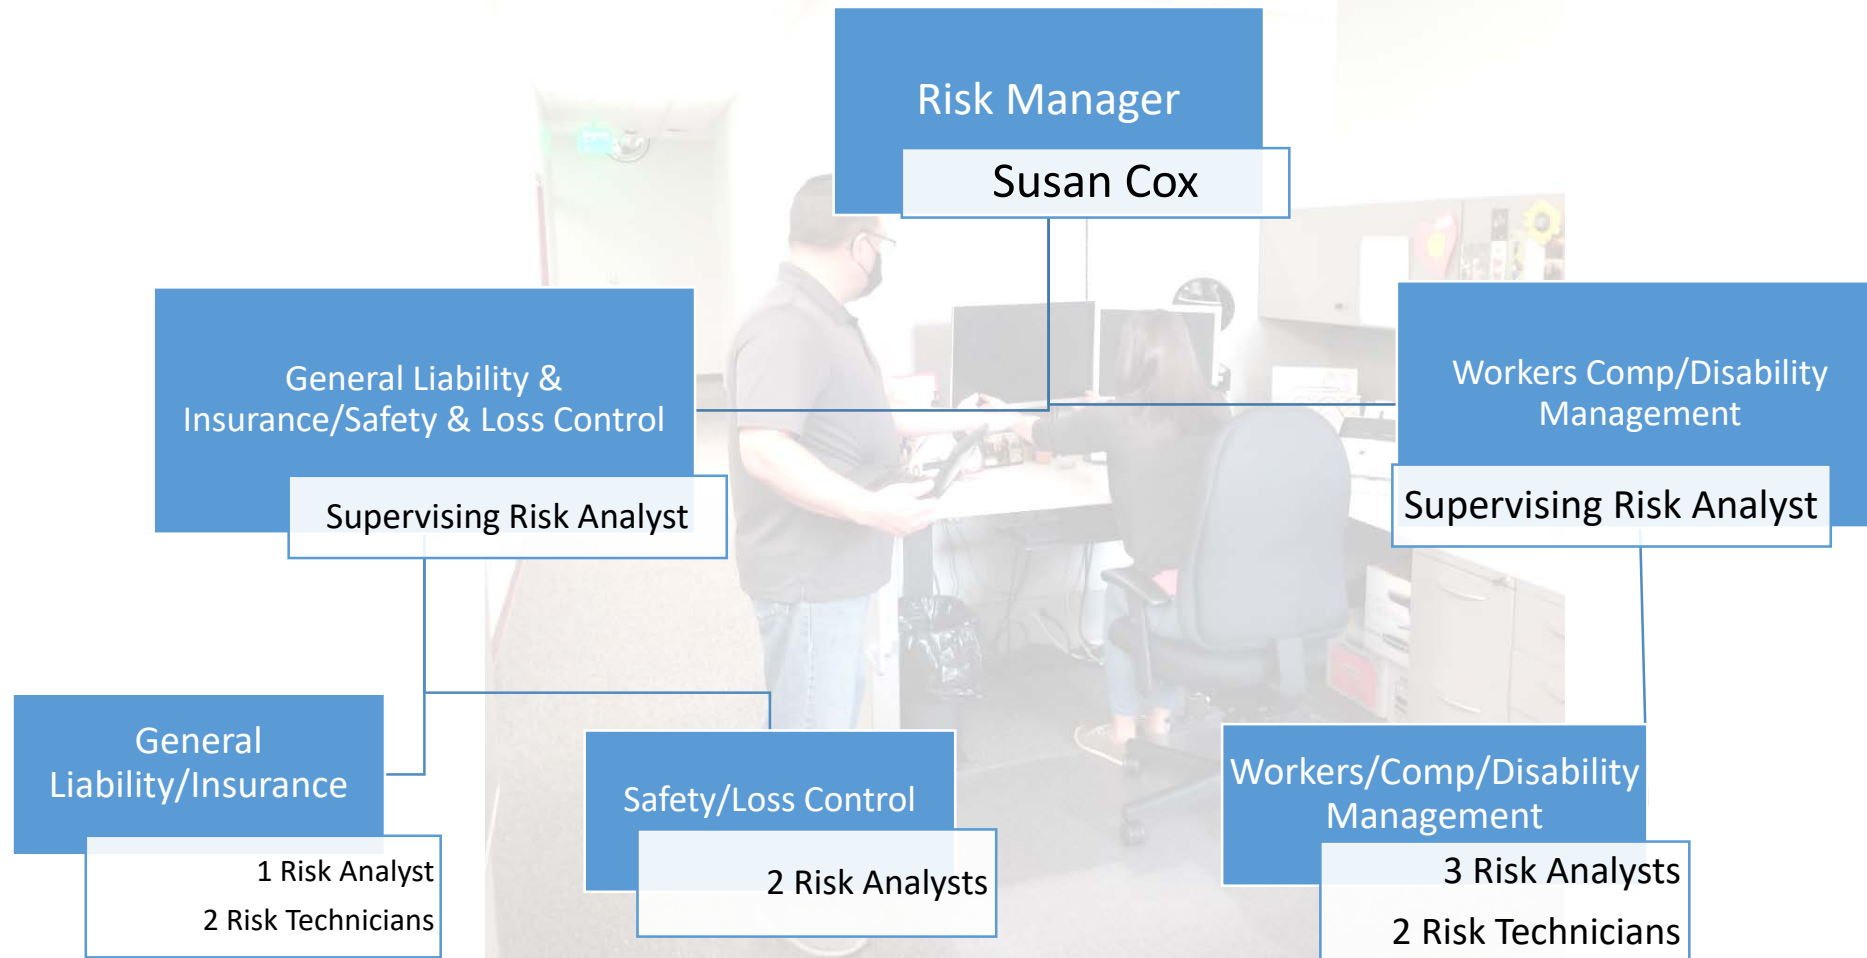 Risk Manager
Susan Cox
General Liability &
Insurance/Safety & Loss Control
Supervising Risk Analyst
Workers Comp/Disability
Management
Supervising Risk Analyst
General
Liability/Insurance
1 Risk Analyst
2 Risk Technicians
Safety/Loss Control
2 Risk Analysts
Workers/Comp/Disability
Management
3 Risk Analysts
2 Risk Technicians